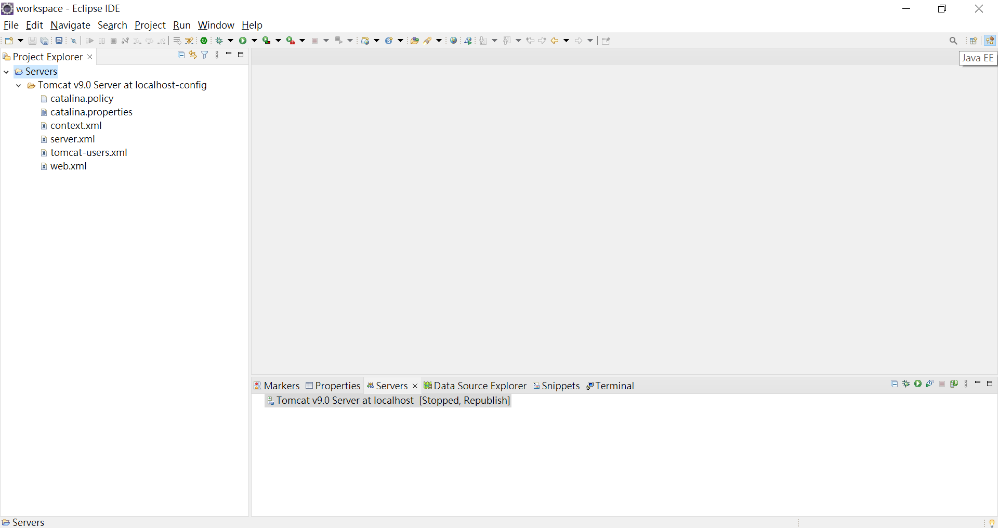 workspace - Eclipse IDE
File Edit Navigate Search Project Run Window Help
Project Explorer
Java EE
Servers
Tomcat v9.0 Server at localhost-config
catalina.policy
catalina.properties
context.xml
server.xml
tomcat-users.xml
web.xml
Markers Properties Servers Data Source Explorer Snippets Terminal
Tomcat v9.0 Server at localhost [Stopped, Republish]
Servers